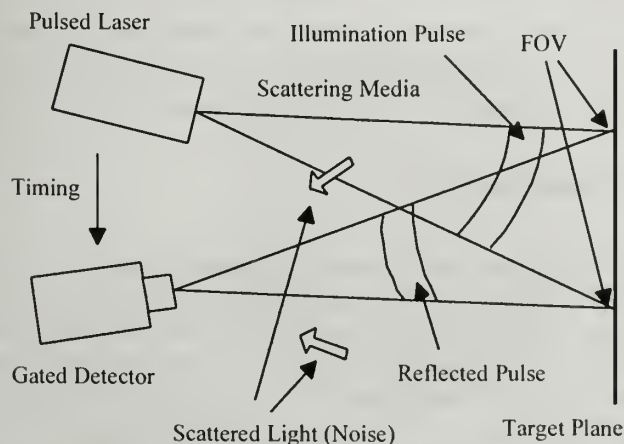 Pulsed Laser
Illumination Pulse
FOV
Scattering Media
Timing
Gated Detector
Reflected Pulse
Scattered Light (Noise)
Target Plane